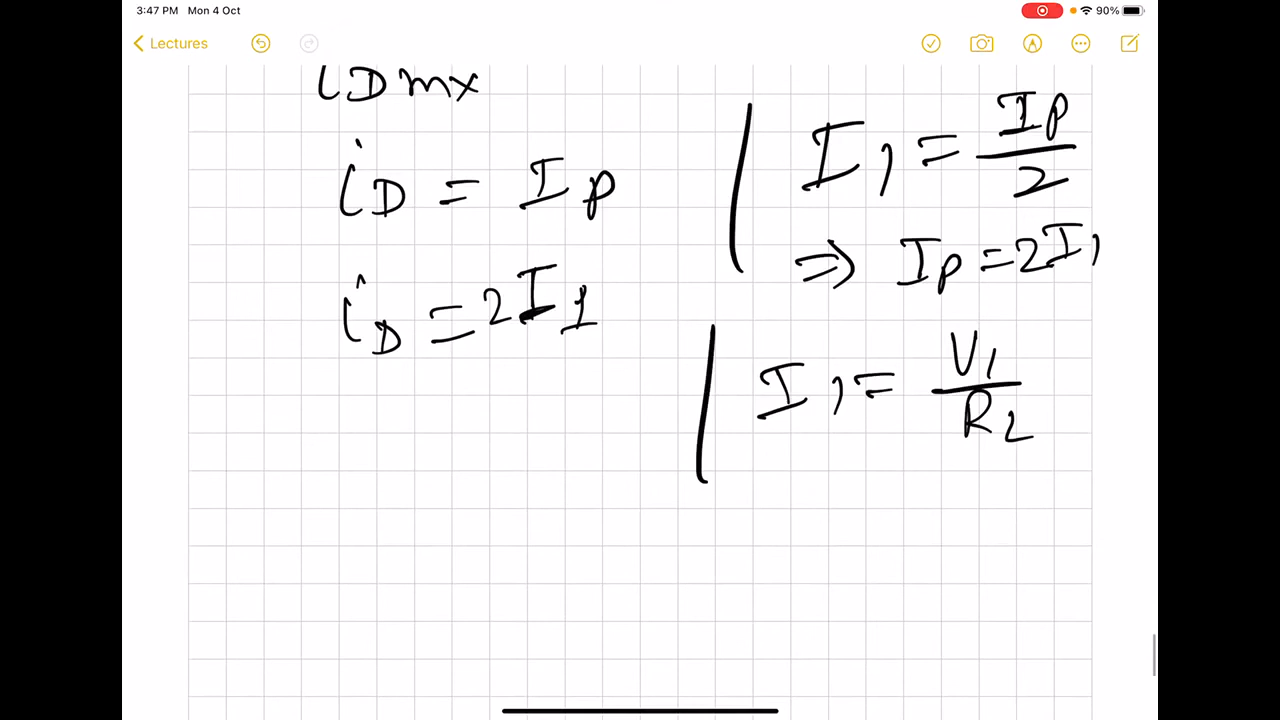 3:47 PM Mon 4 Oct
90%
Lectures
iDmx
iD = Ip
iD = 2I1
I1 = Ip/2
⇒ Ip = 2I1
I1 = V1/R2